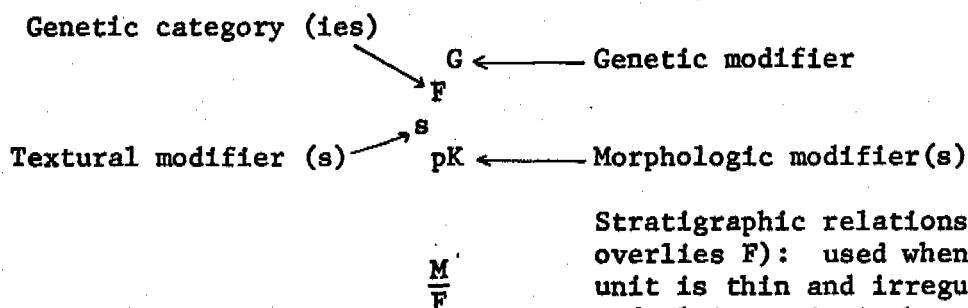 Genetic category (ies)
G Genetic modifier
F
s
Textural modifier (s) pK Morphologic modifier(s)
Stratigraphic relations
M overlies F): used when
F unit is thin and